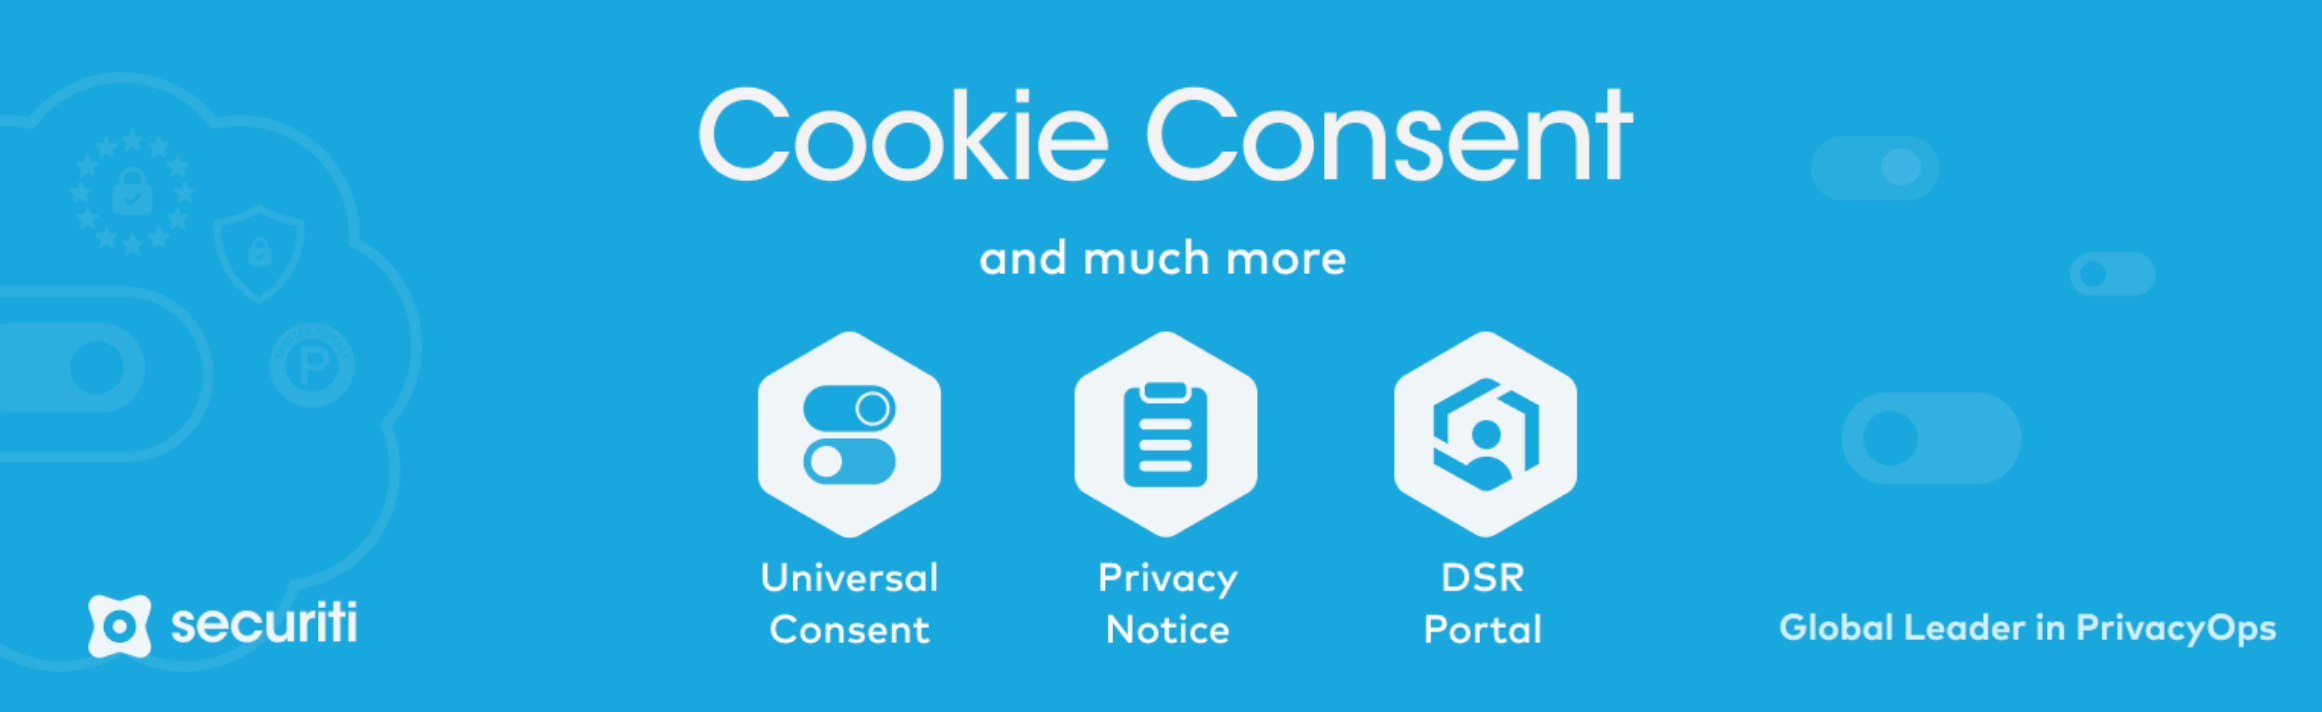 Cookie Consent
and much more
Universal
Consent
Privacy
Notice
DSR
Portal
securiti
Global Leader in PrivacyOps
P